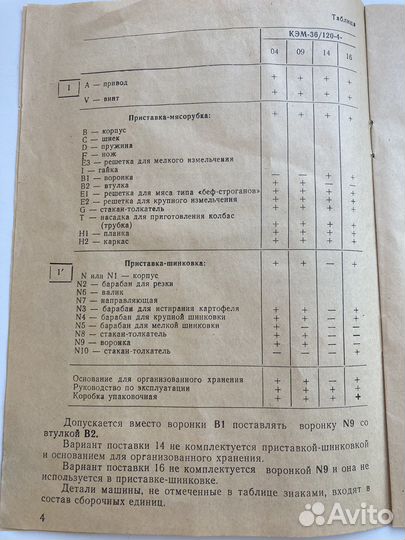 Таблица
КЭМ-36/120-4-
04 09 14 16
I
А — привод + + + +
V — винт + + + +
Приставка-мясорубка: + + + +
В — корпус
С — шнек
D — пружина
F — нож
Е3 — решетка для мелкого измельчения
I — гайка
В1 — воронка — — + +
В2 — втулка
Е1 — решетка для мяса типа «беф-строганов»
Е2 — решетка для крупного измельчения
G — стакан-толкатель
Т — насадка для приготовления колбас
(трубка)
Н1 — планка
Н2 — каркас
I′
Приставка-шинковка: + + — +
N или N1 — корпус
N2 — барабан для резки
N6 — валик
N7 — направляющая
N3 — барабан для истирания картофеля
N4 — барабан для крупной шинковки
N5 — барабан для мелкой шинковки
N8 — винт
N9 — воронка
N10 — стакан-толкатель
Основание для организованного хранения
Руководство по эксплуатации + + + +
Коробка упаковочная + + + +
Допускается вместо воронки В1 поставлять воронку N9 со
втулкой В2.
Вариант поставки 14 не комплектуется приставкой-шинковкой
и основанием для организованного хранения.
Вариант поставки 16 не комплектуется воронкой N9 и она не
используется в приставке-шинковке.
Детали машины, не отмеченные в таблице знаками, входят в
состав сборочных единиц.
4
Avito